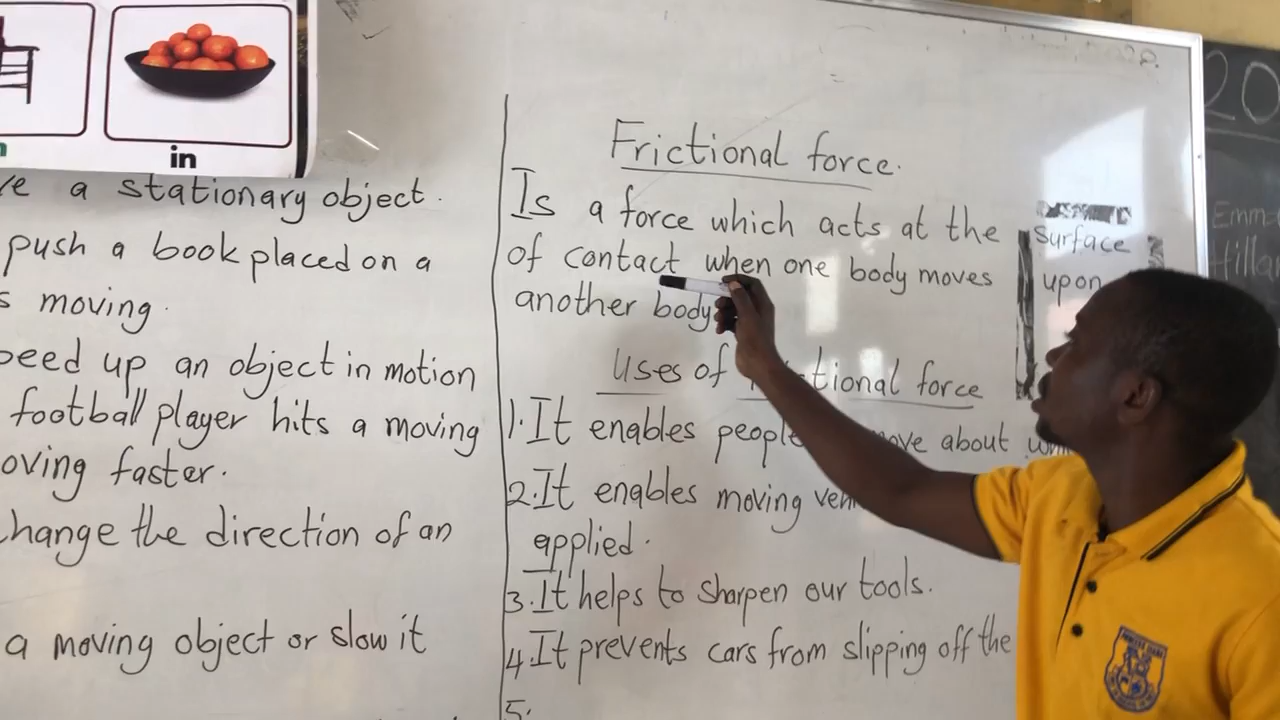 in
a stationary object.
push a book placed on a
s moving.
peed up an object in motion
football player hits a moving
oving faster.
change the direction of an
a moving object or slow it
Frictional force.
Is a force which acts at the surface
of contact when one body moves upon
another body
Uses of tional force
1. It enables people ove about
2. It enables moving
applied.
3. It helps to sharpen our tools.
4. It prevents cars from slipping off the
5.
20
Emm
Hilla